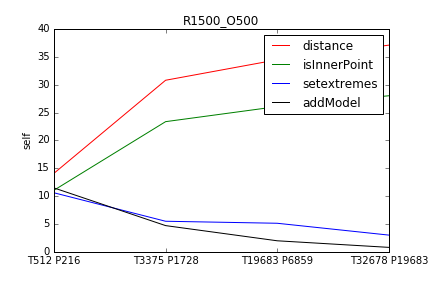 R1500_O500
40
35
30
25
20
15
10
5
0
self
distance
isInnerPoint
setextremes
addModel
T512 P216
T3375 P1728
T19683 P6859
T32678 P19683